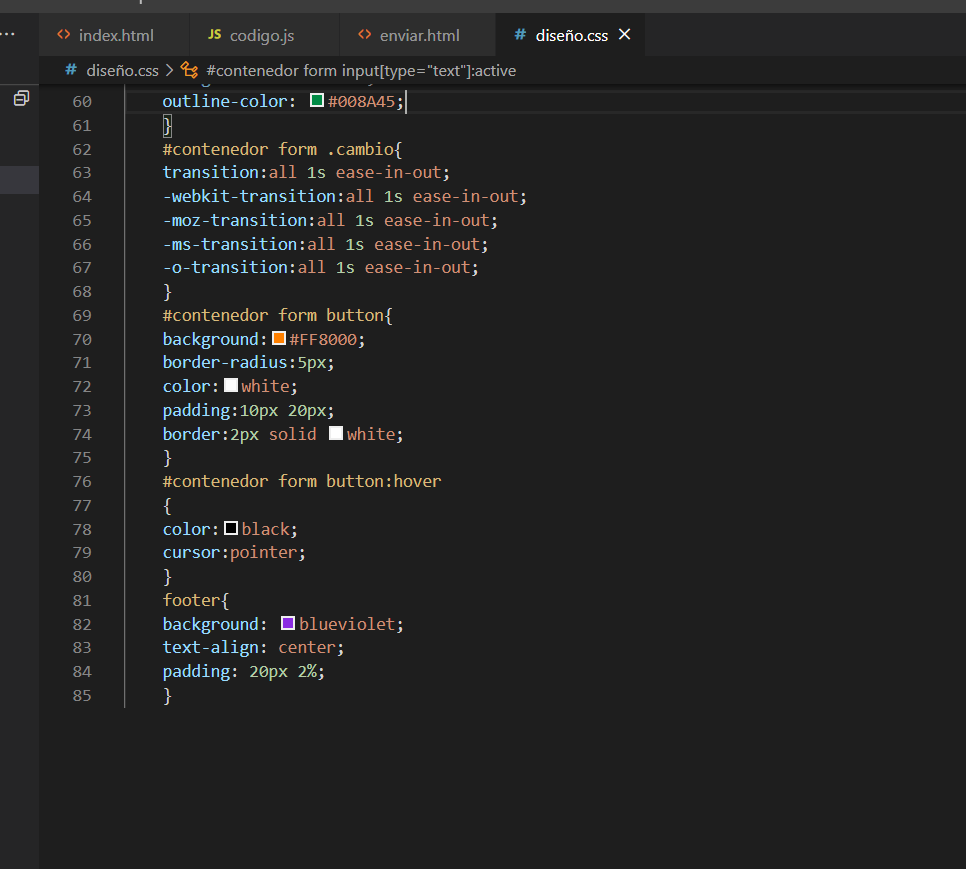 index.html
JS codigo.js
enviar.html
# diseño.css
# diseño.css > #contenedor form input[type="text"]:active
60 outline-color: #008A45;
61 }
62 #contenedor form .cambio{
63 transition:all 1s ease-in-out;
64 -webkit-transition:all 1s ease-in-out;
65 -moz-transition:all 1s ease-in-out;
66 -ms-transition:all 1s ease-in-out;
67 -o-transition:all 1s ease-in-out;
68 }
69 #contenedor form button{
70 background:#FF8000;
71 border-radius:5px;
72 color:white;
73 padding:10px 20px;
74 border:2px solid white;
75 }
76 #contenedor form button:hover
77 {
78 color:black;
79 cursor:pointer;
80 }
81 footer{
82 background: blueviolet;
83 text-align: center;
84 padding: 20px 2%;
85 }